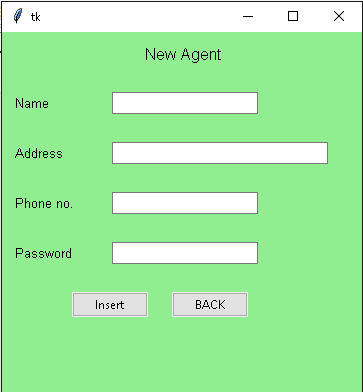 tk
New Agent
Name
Address
Phone no.
Password
Insert BACK